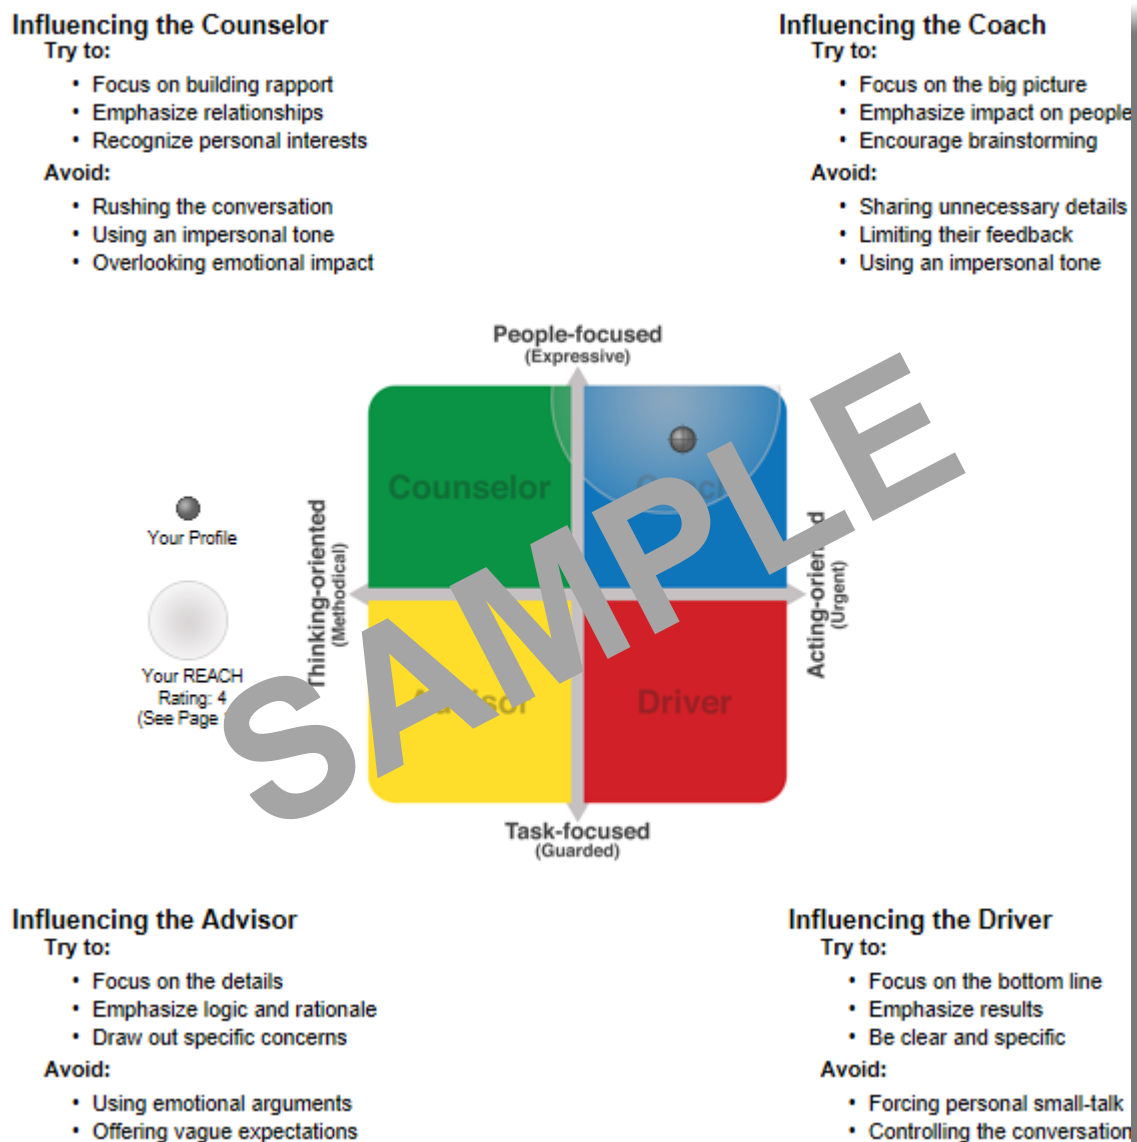 Influencing the Counselor
Try to:
• Focus on building rapport
• Emphasize relationships
• Recognize personal interests
Avoid:
• Rushing the conversation
• Using an impersonal tone
• Overlooking emotional impact
Influencing the Coach
Try to:
• Focus on the big picture
• Emphasize impact on people
• Encourage brainstorming
Avoid:
• Sharing unnecessary details
• Limiting their feedback
• Using an impersonal tone
People-focused
(Expressive)
Counselor
Your Profile
Thinking-oriented
(Methodical)
Acting-oriented
(Urgent)
Your REACH
Rating: 4
(See Page
SAMPLE
Driver
Task-focused
(Guarded)
Influencing the Advisor
Try to:
• Focus on the details
• Emphasize logic and rationale
• Draw out specific concerns
Avoid:
• Using emotional arguments
• Offering vague expectations
Influencing the Driver
Try to:
• Focus on the bottom line
• Emphasize results
• Be clear and specific
Avoid:
• Forcing personal small-talk
• Controlling the conversation